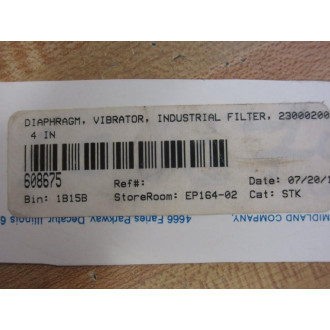 DIAPHRAGM, VIBRATOR, INDUSTRIAL FILTER, 23000200
4 IN
608675 Ref#: Date: 07/20/1
Bin: 1B15B StoreRoom: EP164-02 Cat: STK
4666 Faries Parkway, Decatur, Illinois 6
MIDLAND COMPANY